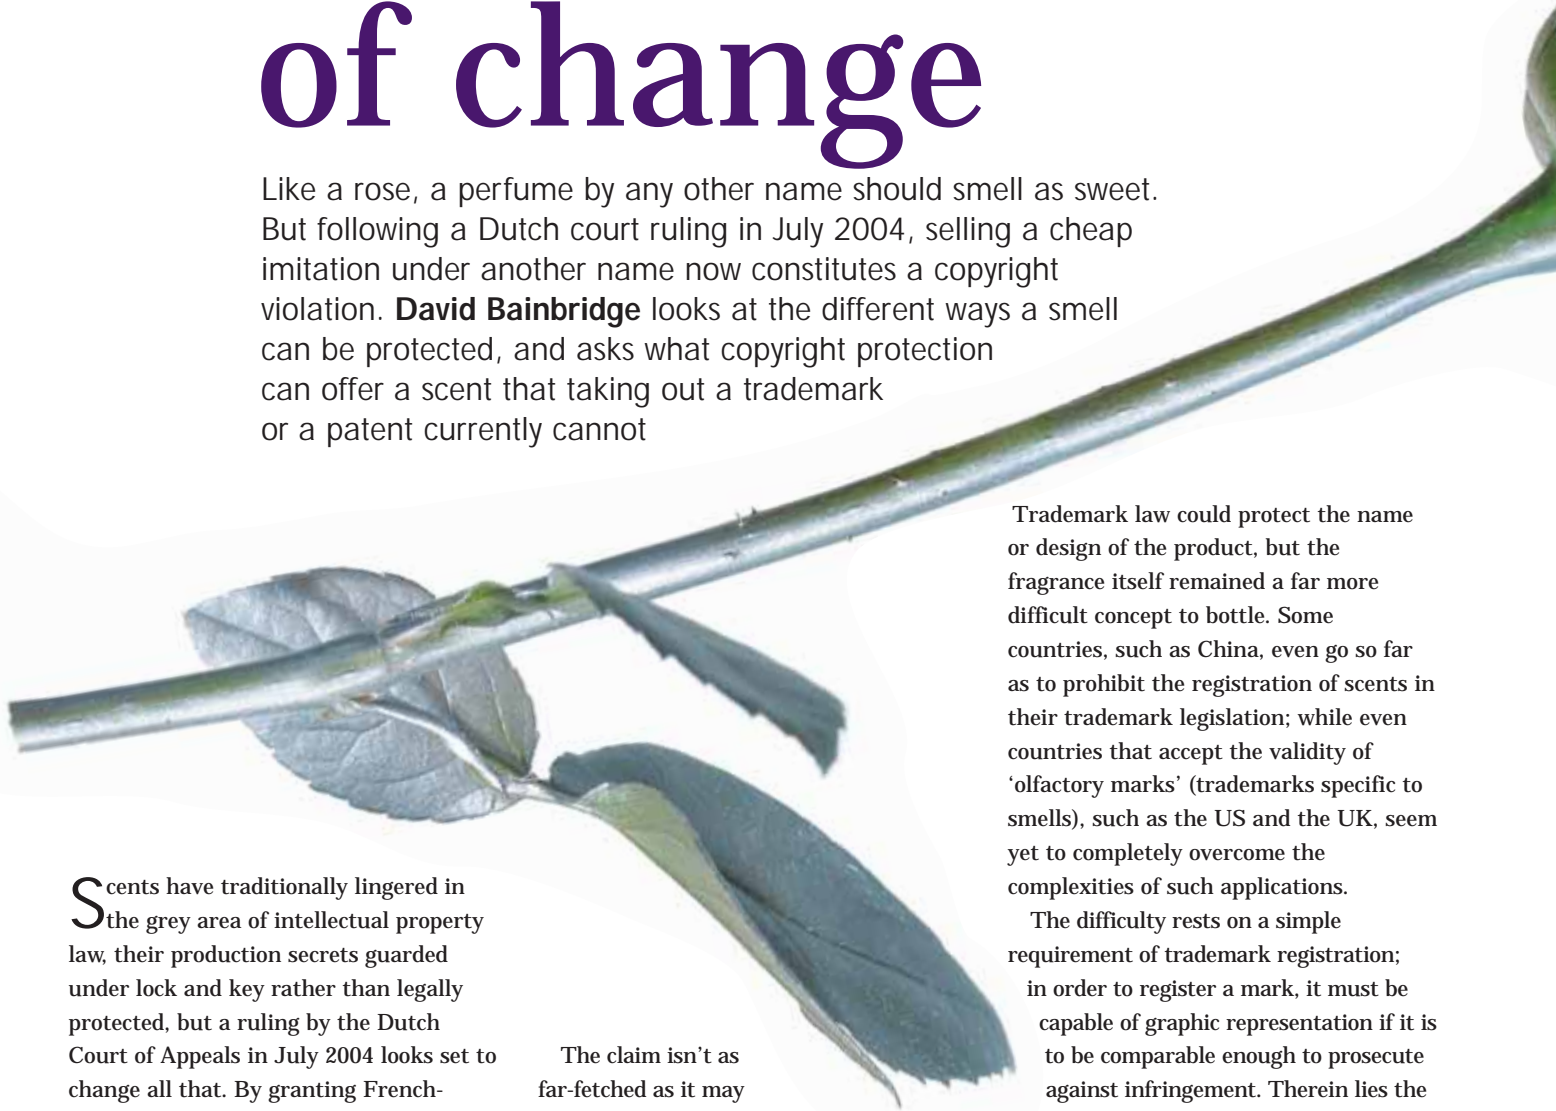 of change
Like a rose, a perfume by any other name should smell as sweet.
But following a Dutch court ruling in July 2004, selling a cheap
imitation under another name now constitutes a copyright
violation. David Bainbridge looks at the different ways a smell
can be protected, and asks what copyright protection
can offer a scent that taking out a trademark
or a patent currently cannot
Scents have traditionally lingered in
the grey area of intellectual property
law, their production secrets guarded
under lock and key rather than legally
protected, but a ruling by the Dutch
Court of Appeals in July 2004 looks set to
change all that. By granting French-
The claim isn't as
far-fetched as it may
Trademark law could protect the name
or design of the product, but the
fragrance itself remained a far more
difficult concept to bottle. Some
countries, such as China, even go so far
as to prohibit the registration of scents in
their trademark legislation; while even
countries that accept the validity of
‘olfactory marks’ (trademarks specific to
smells), such as the US and the UK, seem
yet to completely overcome the
complexities of such applications.
The difficulty rests on a simple
requirement of trademark registration;
in order to register a mark, it must be
capable of graphic representation if it is
to be comparable enough to prosecute
against infringement. Therein lies the